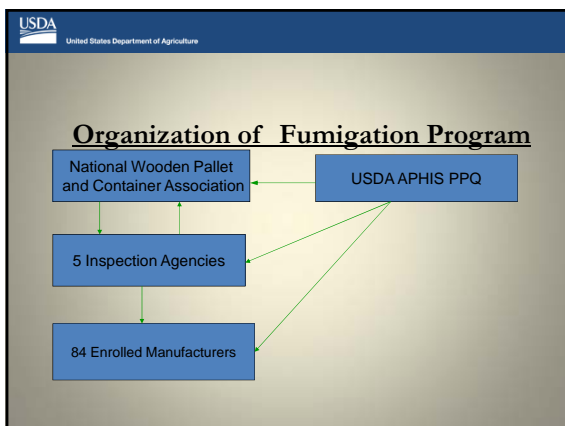 USDA
United States Department of Agriculture
Organization of Fumigation Program
National Wooden Pallet
and Container Association
USDA APHIS PPQ
5 Inspection Agencies
84 Enrolled Manufacturers